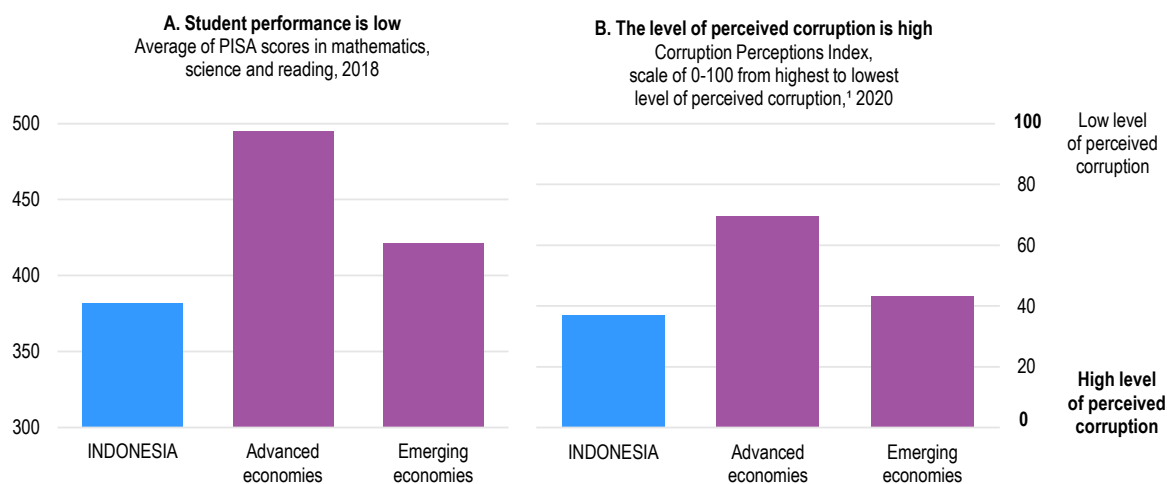 A. Student performance is low
Average of PISA scores in mathematics,
science and reading, 2018
500
450
400
350
300
INDONESIA
Advanced
economies
Emerging
economies
B. The level of perceived corruption is high
Corruption Perceptions Index,
scale of 0-100 from highest to lowest
level of perceived corruption,¹ 2020
100
80
60
40
20
0
Low level
of perceived
corruption
High level
of perceived
corruption
INDONESIA
Advanced
economies
Emerging
economies